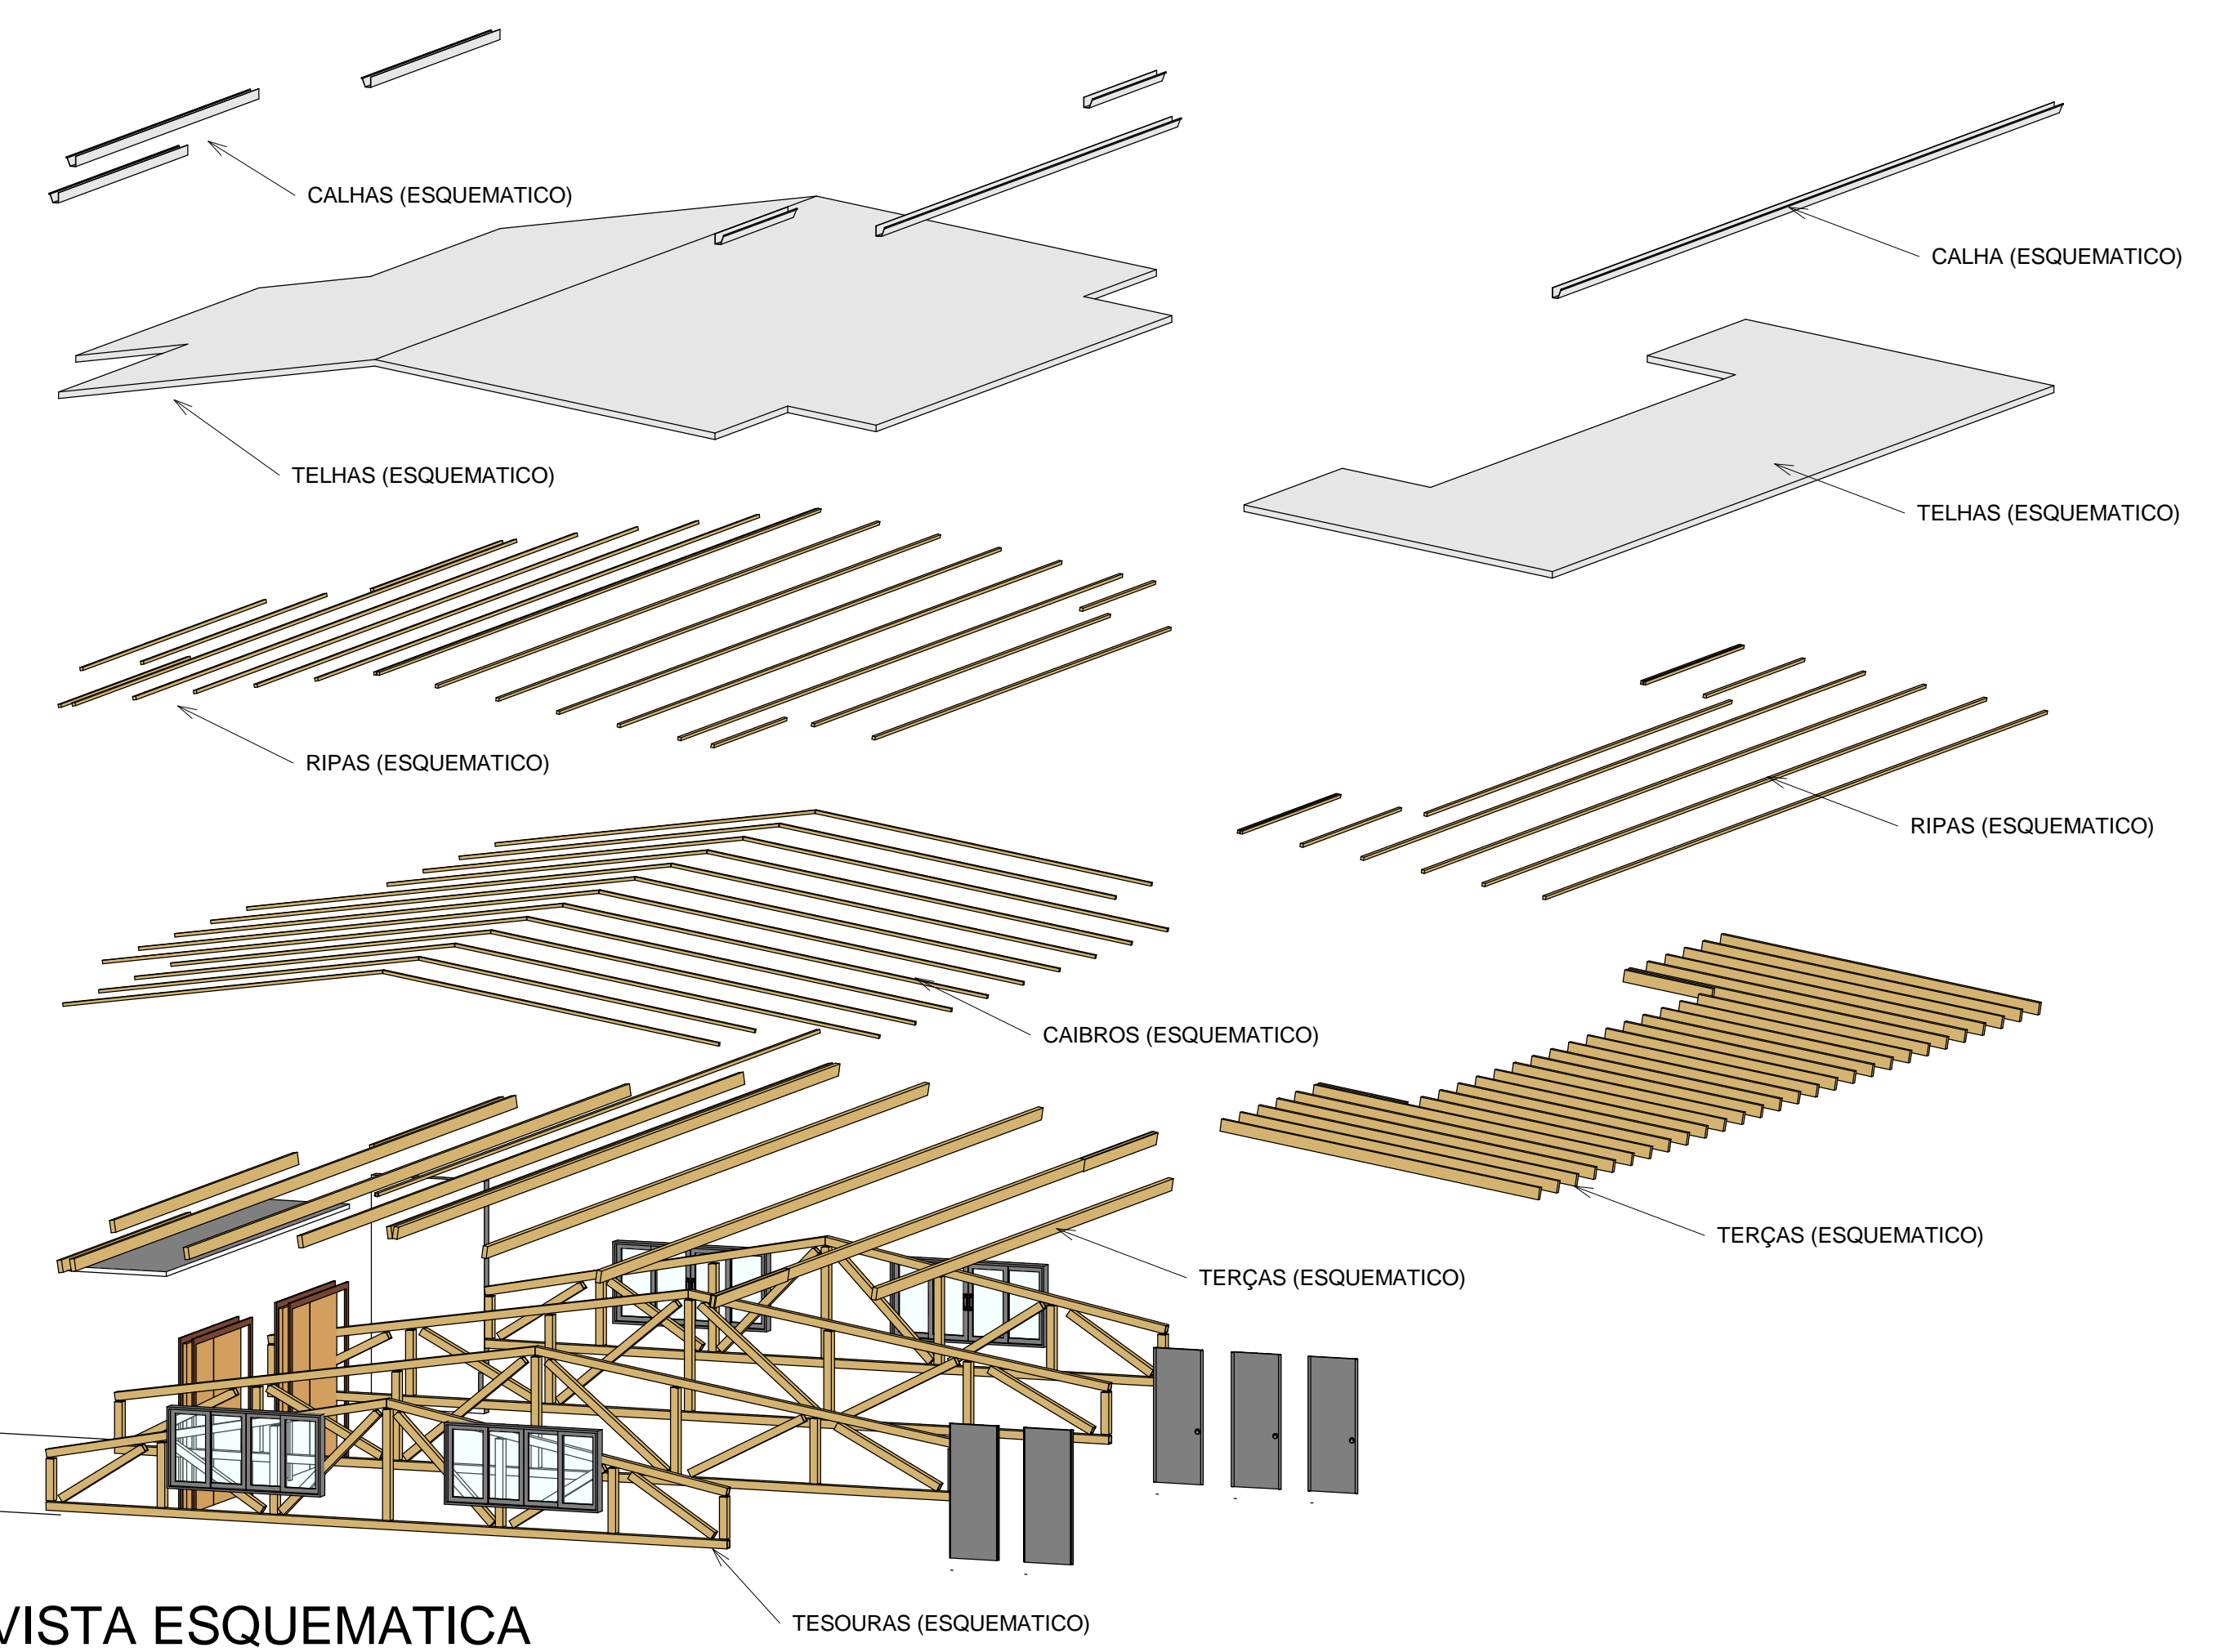 CALHAS (ESQUEMATICO)
CALHA (ESQUEMATICO)
TELHAS (ESQUEMATICO)
TELHAS (ESQUEMATICO)
RIPAS (ESQUEMATICO)
RIPAS (ESQUEMATICO)
CAIBROS (ESQUEMATICO)
TERÇAS (ESQUEMATICO)
TERÇAS (ESQUEMATICO)
TESOURAS (ESQUEMATICO)
VISTA ESQUEMATICA